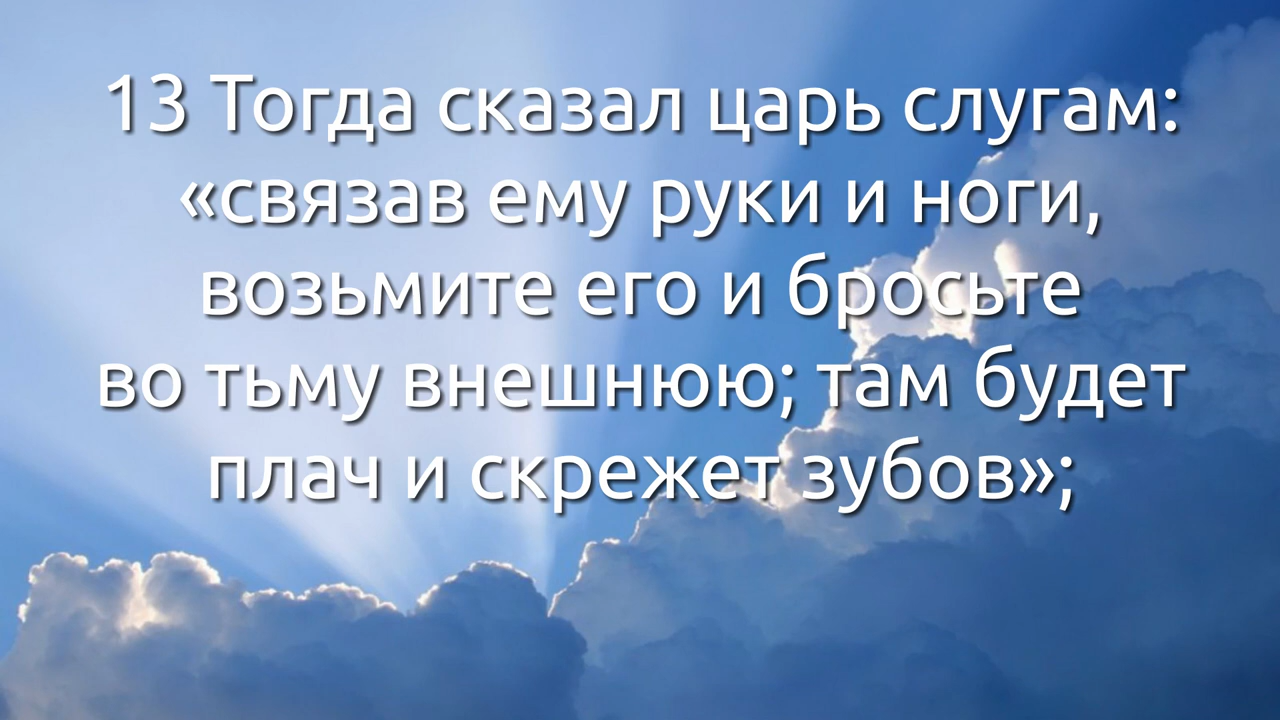 13 Тогда сказал царь слугам:
«связав ему руки и ноги,
возьмите его и бросьте
во тьму внешнюю; там будет
плач и скрежет зубов»;